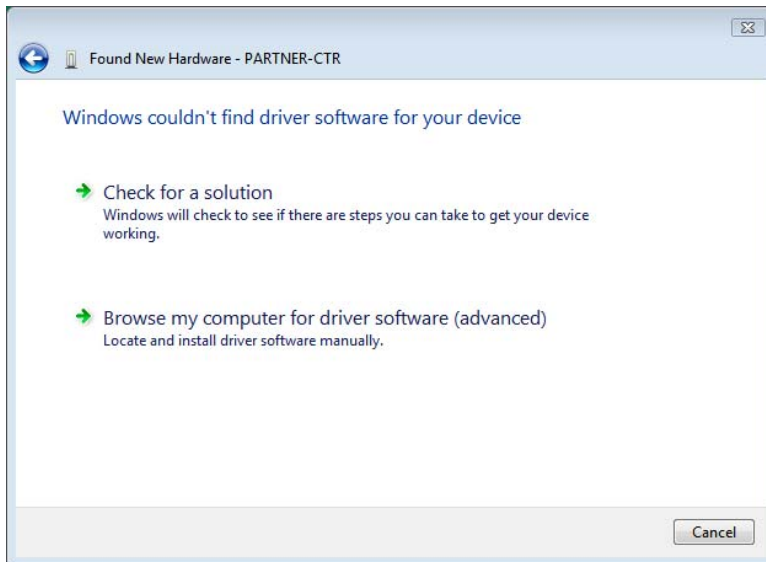 Found New Hardware - PARTNER-CTR
Windows couldn't find driver software for your device
Check for a solution
Windows will check to see if there are steps you can take to get your device
working.
Browse my computer for driver software (advanced)
Locate and install driver software manually.
Cancel